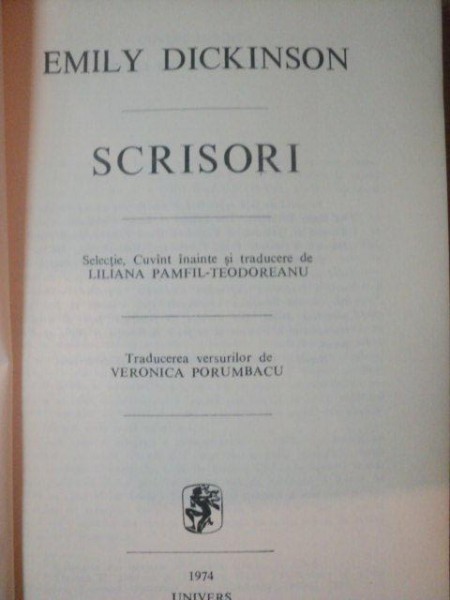 EMILY DICKINSON
SCRISORI
Selecție, Cuvînt înainte și traducere de
LILIANA PAMFIL-TEODOREANU
Traducerea versurilor de
VERONICA PORUMBACU
1974
UNIVERS